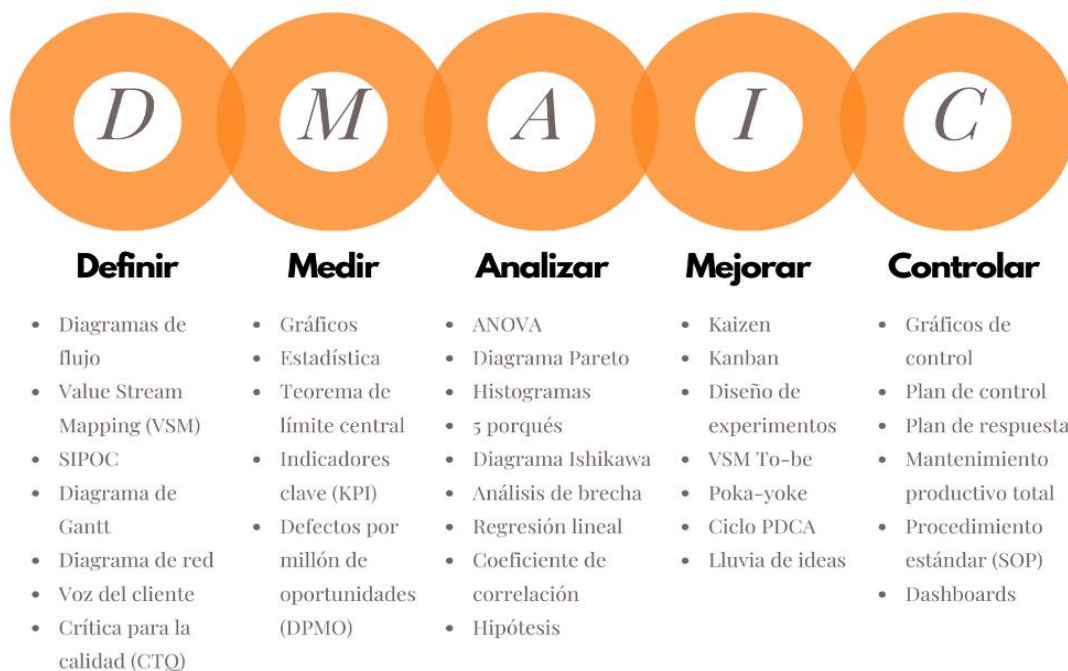 D M A I C
Definir
• Diagramas de
flujo
• Value Stream
Mapping (VSM)
• SIPOC
• Diagrama de
Gantt
• Diagrama de red
• Voz del cliente
• Crítica para la
calidad (CTQ)
Medir
• Gráficos
• Estadística
• Teorema de
límite central
• Indicadores
clave (KPI)
• Defectos por
millón de
oportunidades
(DPMO)
Analizar
• ANOVA
• Diagrama Pareto
• Histogramas
• 5 porqués
• Diagrama Ishikawa
• Análisis de brecha
• Regresión lineal
• Coeficiente de
correlación
• Hipótesis
Mejorar
• Kaizen
• Kanban
• Diseño de
experimentos
• VSM To-be
• Poka-yoke
• Ciclo PDCA
• Lluvia de ideas
Controlar
• Gráficos de
control
• Plan de control
• Plan de respuesta
• Mantenimiento
productivo total
• Procedimiento
estándar (SOP)
• Dashboards